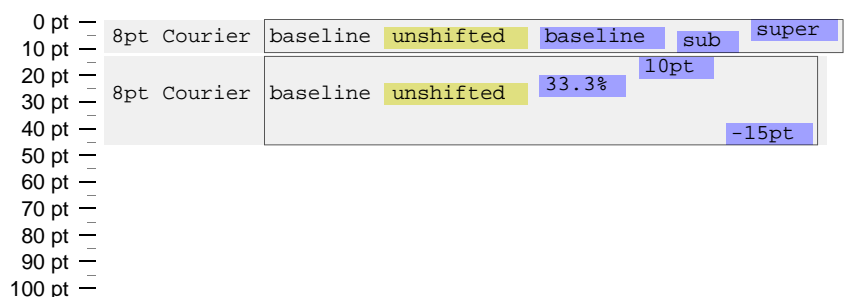 0 pt
8pt Courier baseline unshifted baseline sub super
10 pt
20 pt
8pt Courier baseline unshifted 33.3% 10pt -15pt
30 pt
40 pt
50 pt
60 pt
70 pt
80 pt
90 pt
100 pt